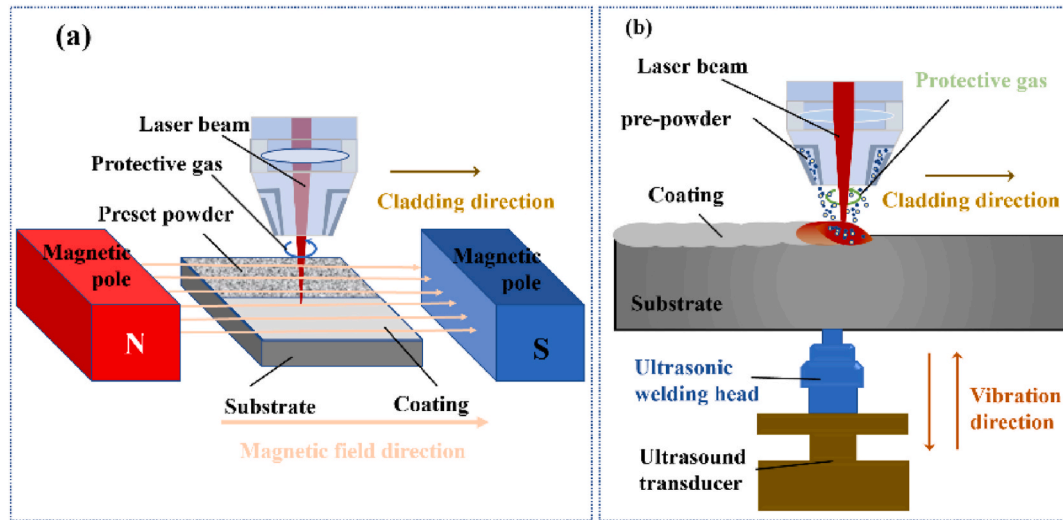 (a)
Laser beam
Protective gas
Preset powder
Cladding direction
Magnetic
pole
N
Magnetic
pole
S
Substrate
Coating
Magnetic field direction
(b)
Laser beam
Protective gas
pre-powder
Coating
Cladding direction
Substrate
Ultrasonic
welding head
Vibration
direction
Ultrasound
transducer